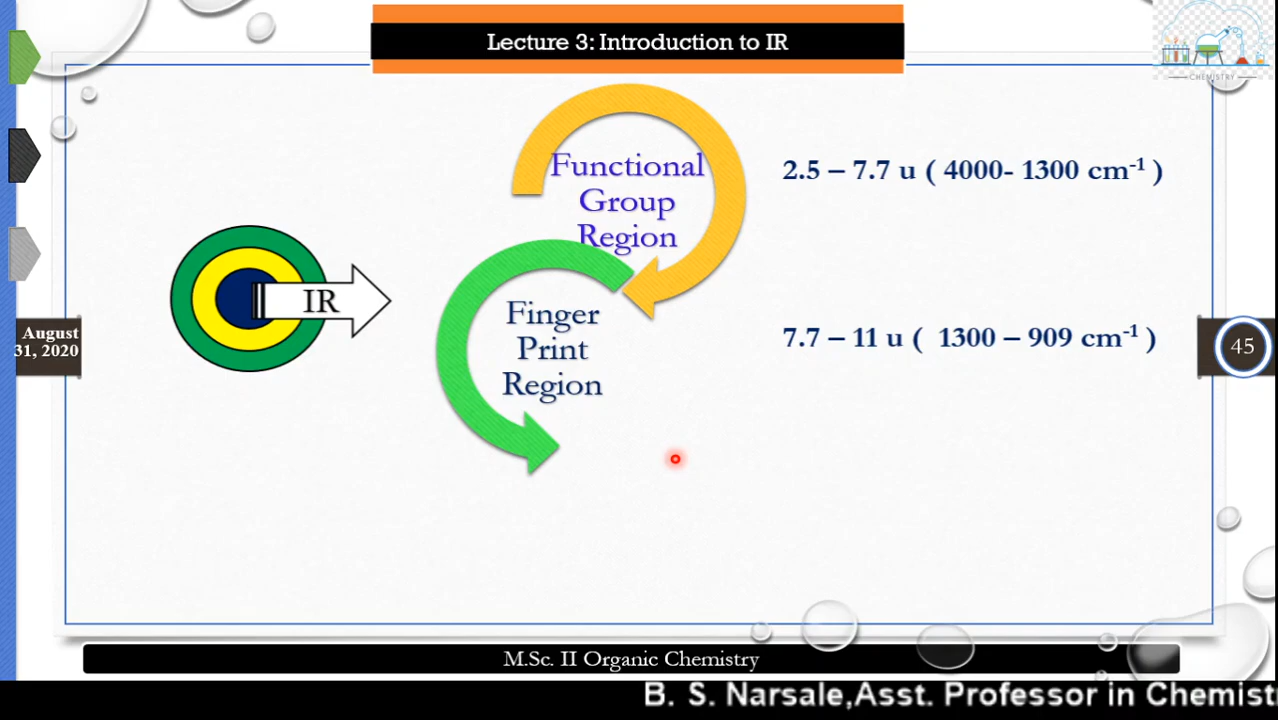 Lecture 3: Introduction to IR
CHEMISTRY
Functional
Group
Region
2.5 – 7.7 u ( 4000- 1300 cm-1 )
IR
Finger
Print
Region
7.7 – 11 u (  1300 – 909 cm-1 )
August
31, 2020
45
M.Sc. II Organic Chemistry
B. S. Narsale,Asst. Professor in Chemist